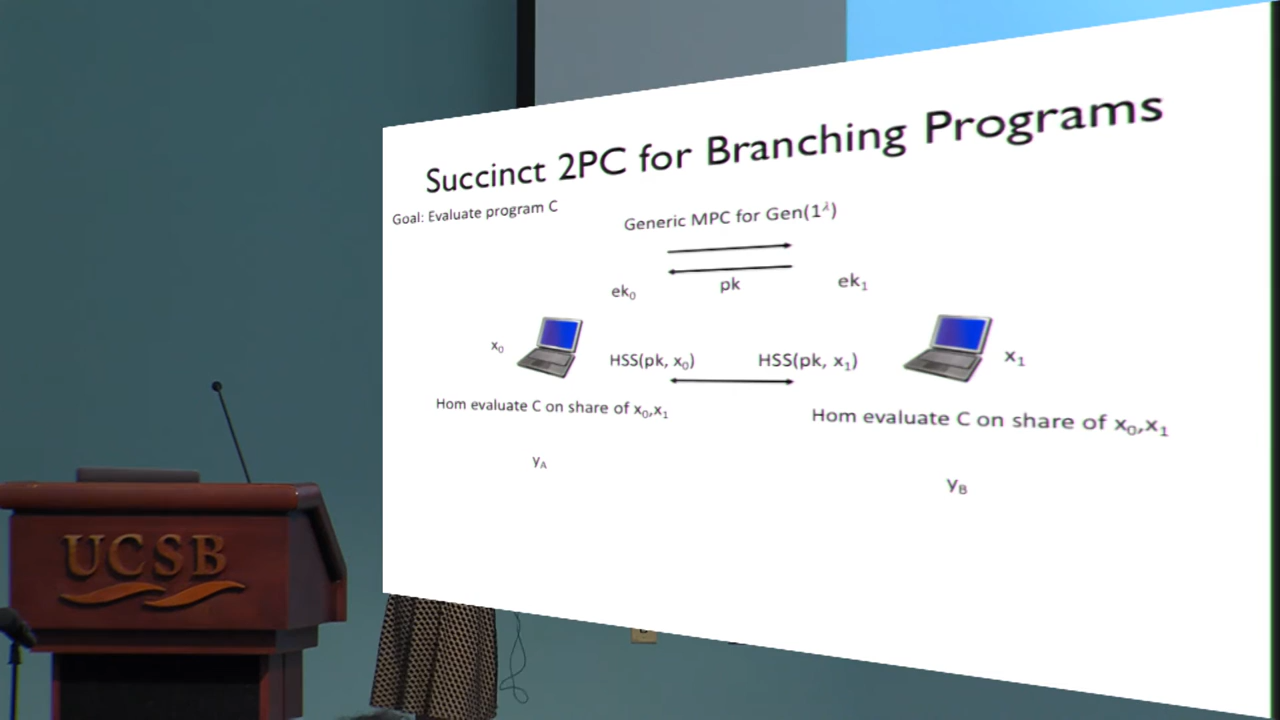 Succinct 2PC for Branching Programs
Goal: Evaluate program C
Generic MPC for Gen(1^λ)
ek₀ pk ek₁
x₀ HSS(pk, x₀) HSS(pk, x₁) x₁
Hom evaluate C on share of x₀,x₁ Hom evaluate C on share of x₀,x₁
y_A y_B
UCSB